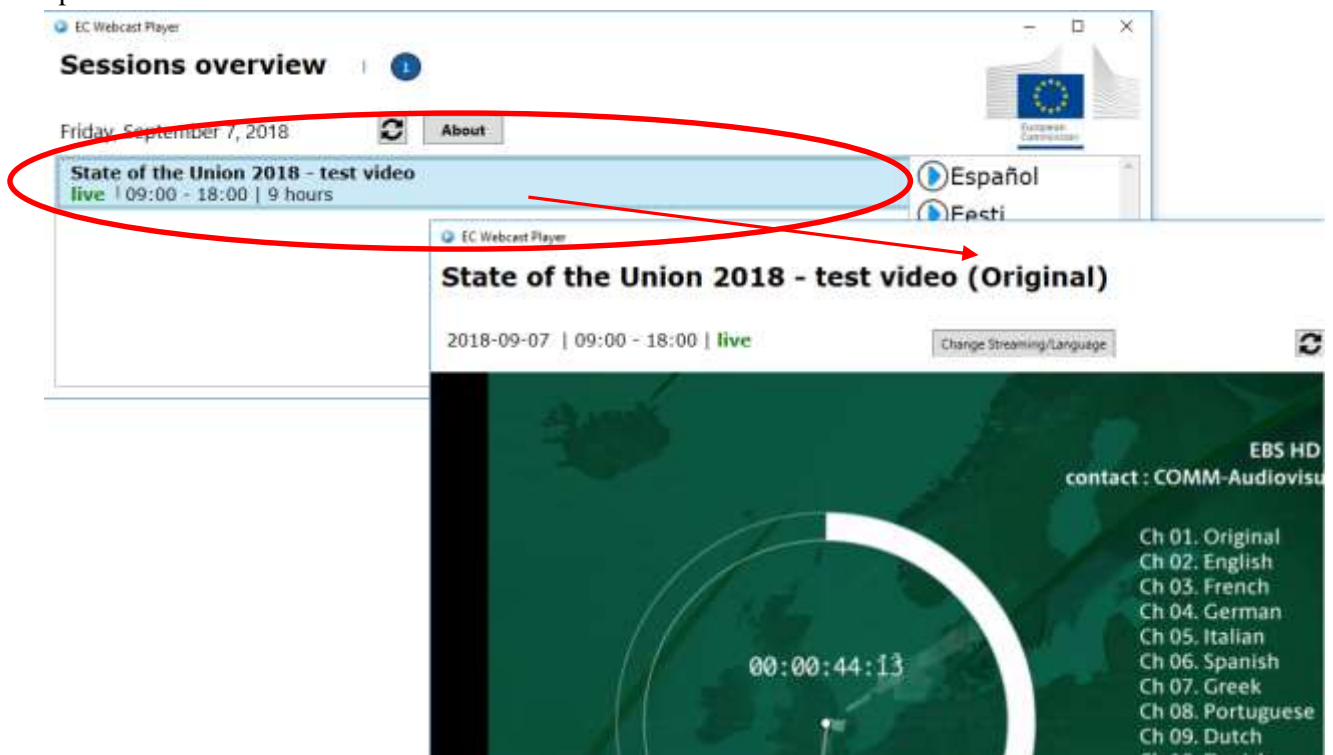 EC Webcast Player
Sessions overview | 1
European
Commission
Friday, September 7, 2018 About
State of the Union 2018 - test video
live | 09:00 - 18:00 | 9 hours
Español
Eesti
EC Webcast Player
State of the Union 2018 - test video (Original)
2018-09-07 | 09:00 - 18:00 | live Change Streaming/Language
EBS HD
contact : COMM-Audiovisu
Ch 01. Original
Ch 02. English
Ch 03. French
Ch 04. German
Ch 05. Italian
Ch 06. Spanish
Ch 07. Greek
Ch 08. Portuguese
Ch 09. Dutch
00:00:44:13